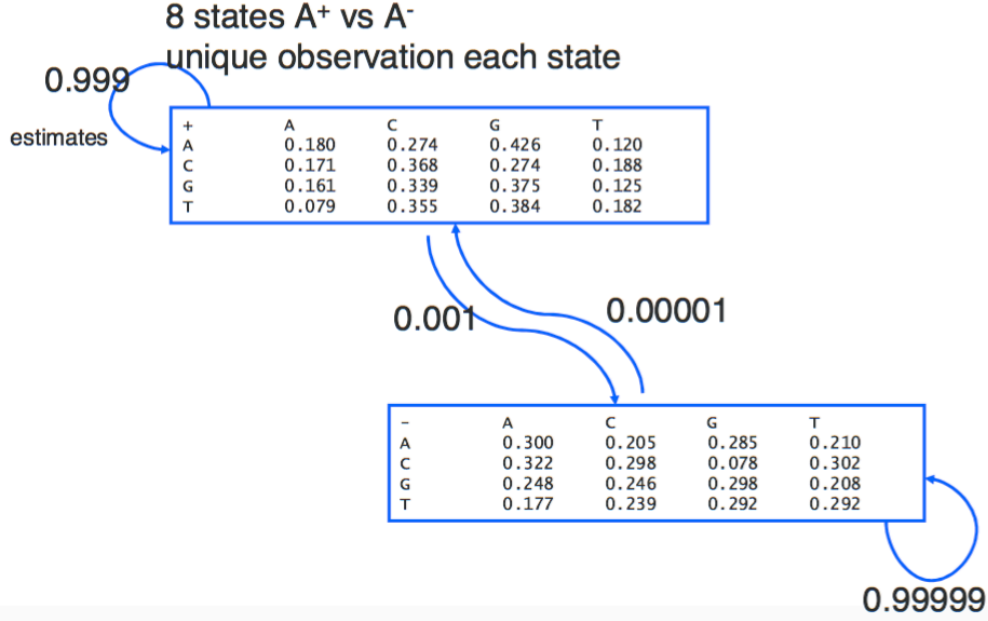 8 states A⁺ vs A⁻
unique observation each state
0.999
estimates
+ A C G T
A 0.180 0.274 0.426 0.120
C 0.171 0.368 0.274 0.188
G 0.161 0.339 0.375 0.125
T 0.079 0.355 0.384 0.182
0.001
0.00001
- A C G T
A 0.300 0.205 0.285 0.210
C 0.322 0.298 0.078 0.302
G 0.248 0.246 0.298 0.208
T 0.177 0.239 0.292 0.292
0.99999